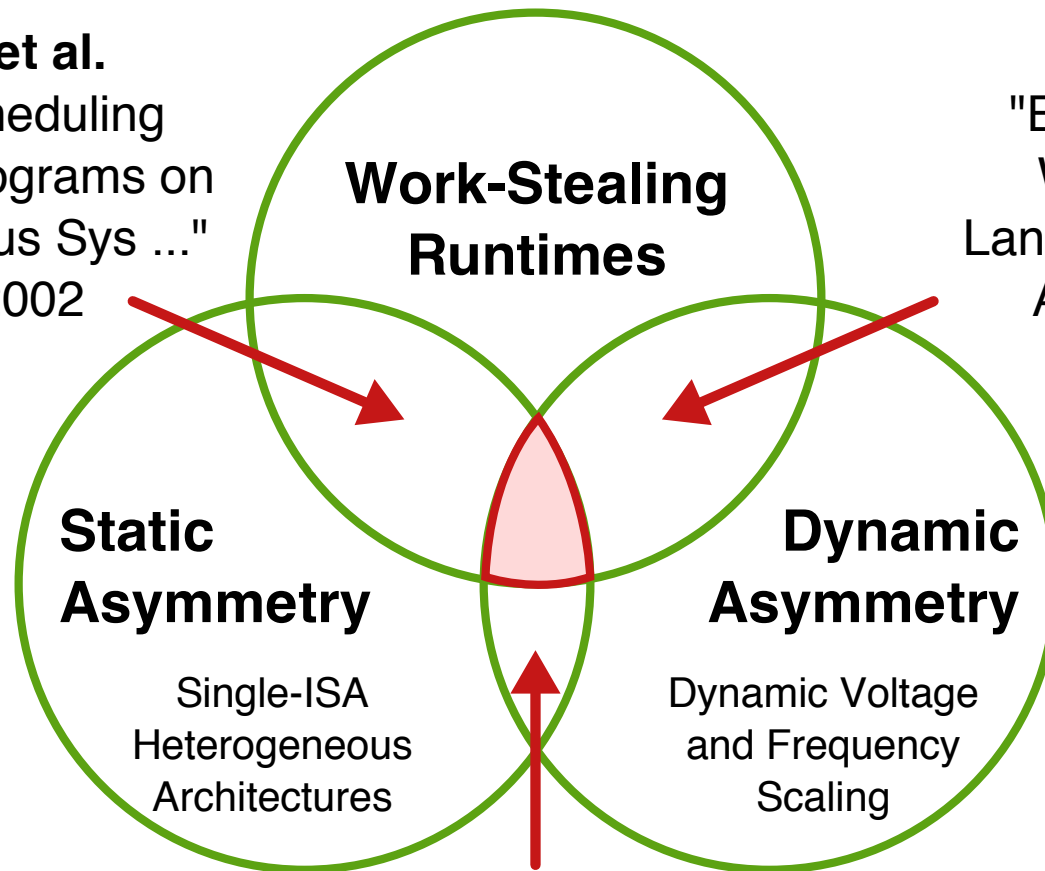 et al.
heduling
ograms on
us Sys ..."
002
"E
W
Lan
A
Work-Stealing
Runtimes
Static
Asymmetry
Single-ISA
Heterogeneous
Architectures
Dynamic
Asymmetry
Dynamic Voltage
and Frequency
Scaling